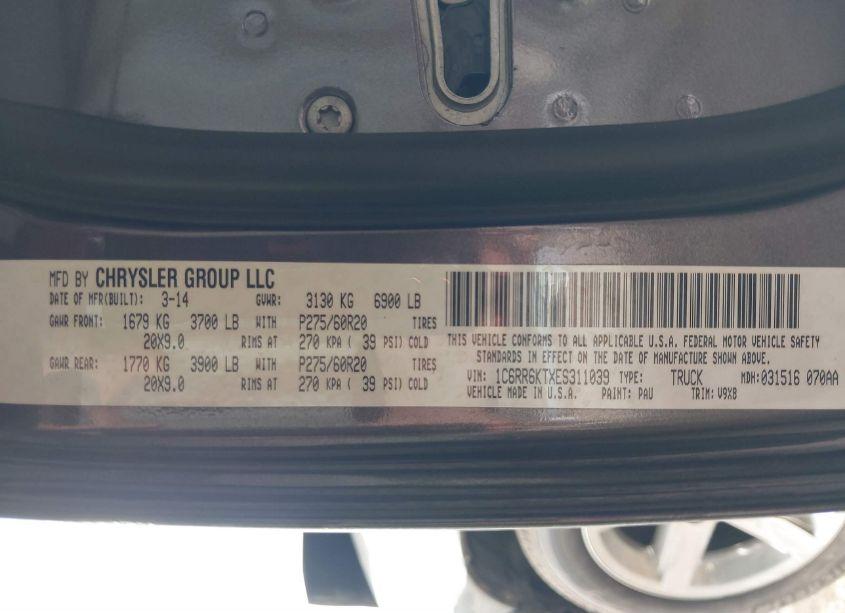 MFD BY CHRYSLER GROUP LLC
DATE OF MFR(BUILT): 3-14 GVWR: 3130 KG 6900 LB
GAWR FRONT: 1679 KG 3700 LB WITH P275/60R20 TIRES
20X9.0 RIMS AT 270 KPA ( 39 PSI) COLD
GAWR REAR: 1770 KG 3900 LB WITH P275/60R20 TIRES
20X9.0 RIMS AT 270 KPA ( 39 PSI) COLD
THIS VEHICLE CONFORMS TO ALL APPLICABLE U.S.A. FEDERAL MOTOR VEHICLE SAFETY
STANDARDS IN EFFECT ON THE DATE OF MANUFACTURE SHOWN ABOVE.
VIN: 1C6RR6KTXES311039 TYPE: TRUCK MDH: 031516 070AA
VEHICLE MADE IN U.S.A. PAINT: PAU TRIM: V9X8